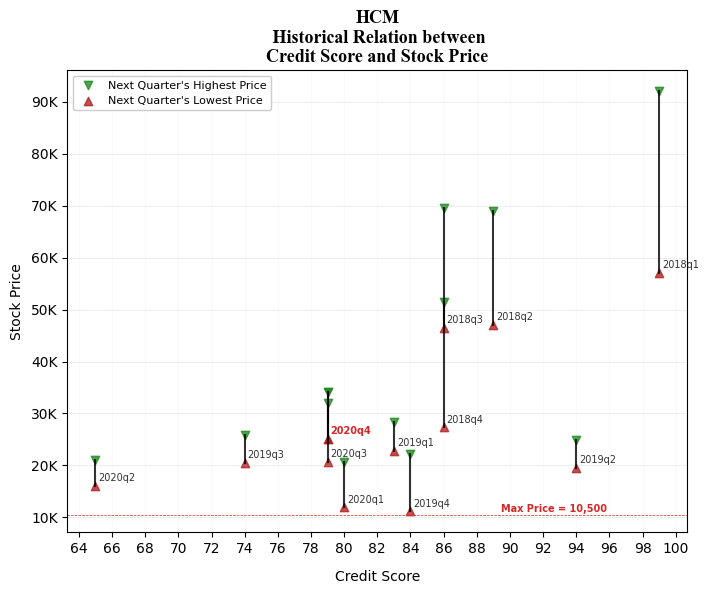 HCM
Historical Relation between
Credit Score and Stock Price
Next Quarter's Highest Price
Next Quarter's Lowest Price
90K
80K
70K
60K
50K
40K
30K
20K
10K
Stock Price
2018q1
2018q2
2018q3
2018q4
2020q4
2019q1
2020q3
2019q3
2019q2
2020q2
2020q1
2019q4
Max Price = 10,500
64 66 68 70 72 74 76 78 80 82 84 86 88 90 92 94 96 98 100
Credit Score